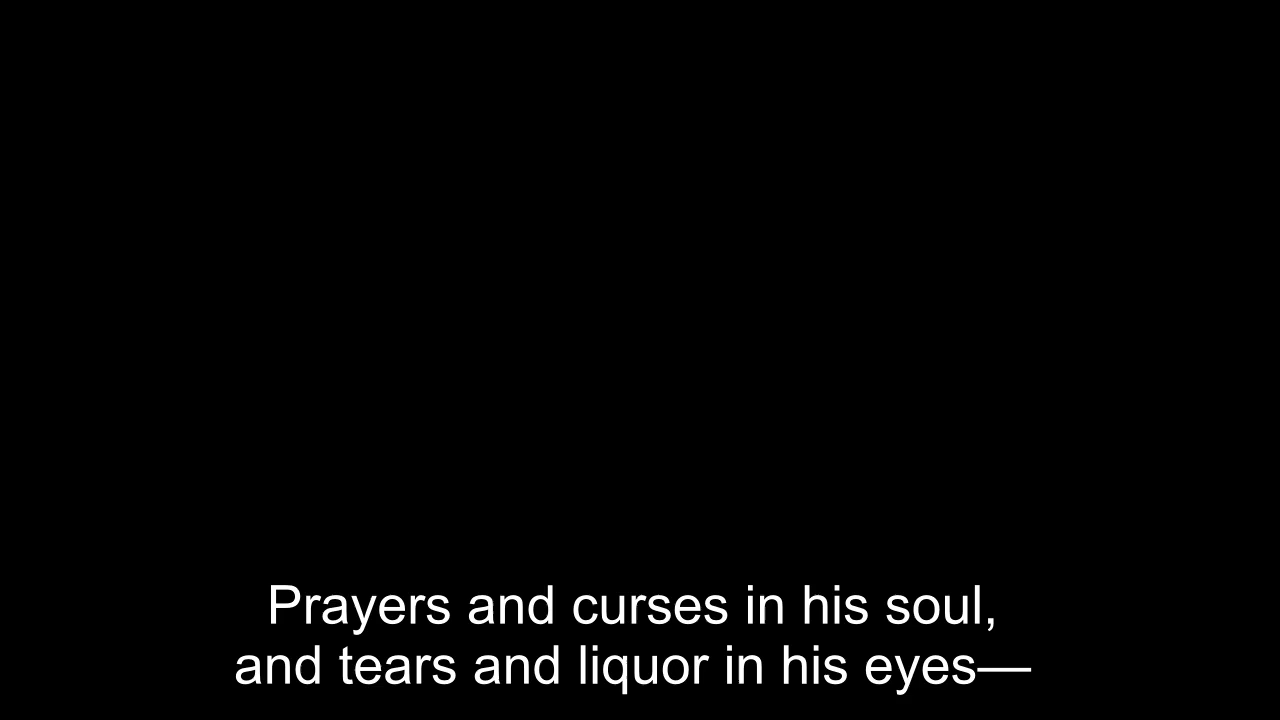 Prayers and curses in his soul,
and tears and liquor in his eyes—